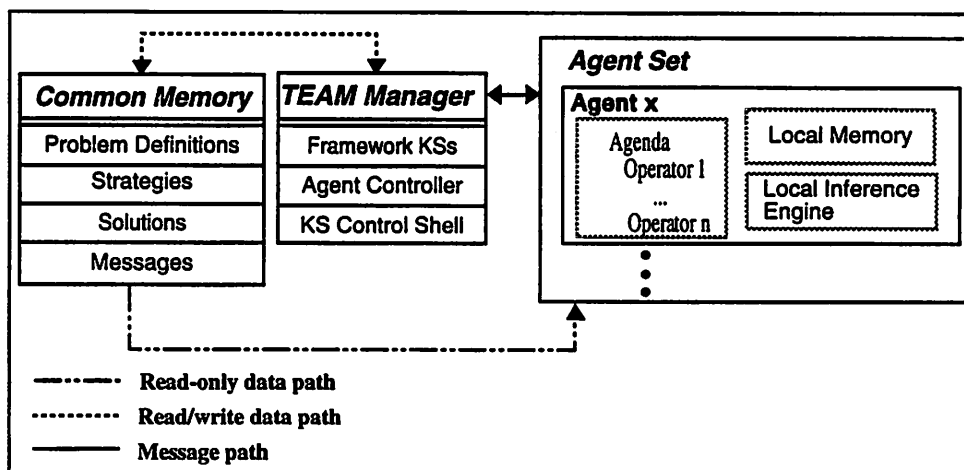 Common Memory
Problem Definitions
Strategies
Solutions
Messages
TEAM Manager
Framework KSs
Agent Controller
KS Control Shell
Agent Set
Agent x
Agenda
Operator 1
...
Operator n
Local Memory
Local Inference
Engine
Read-only data path
Read/write data path
Message path